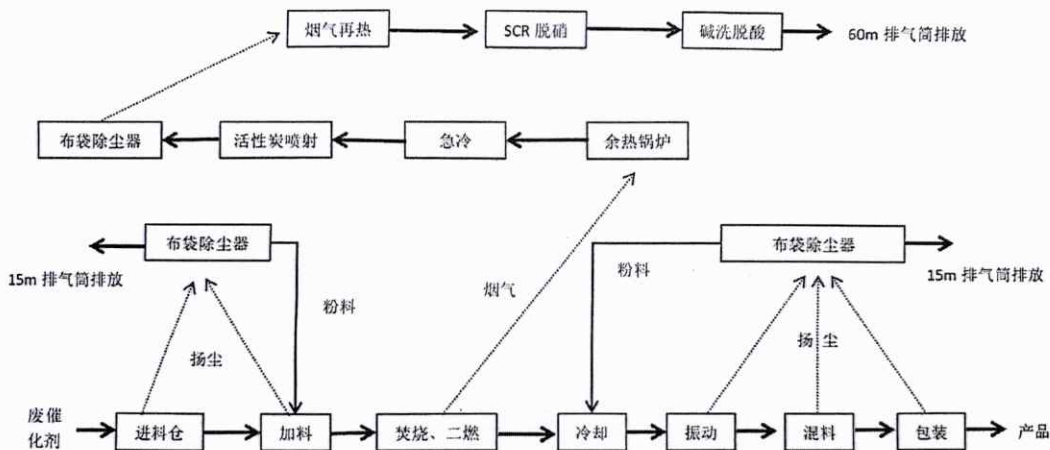 烟气再热
SCR 脱硝
碱洗脱酸
60m 排气筒排放
布袋除尘器
活性炭喷射
急冷
余热锅炉
布袋除尘器
布袋除尘器
15m 排气筒排放
粉料
烟气
粉料
15m 排气筒排放
扬尘
扬尘
废催
化剂
进料仓
加料
焚烧、二燃
冷却
振动
混料
包装
产品